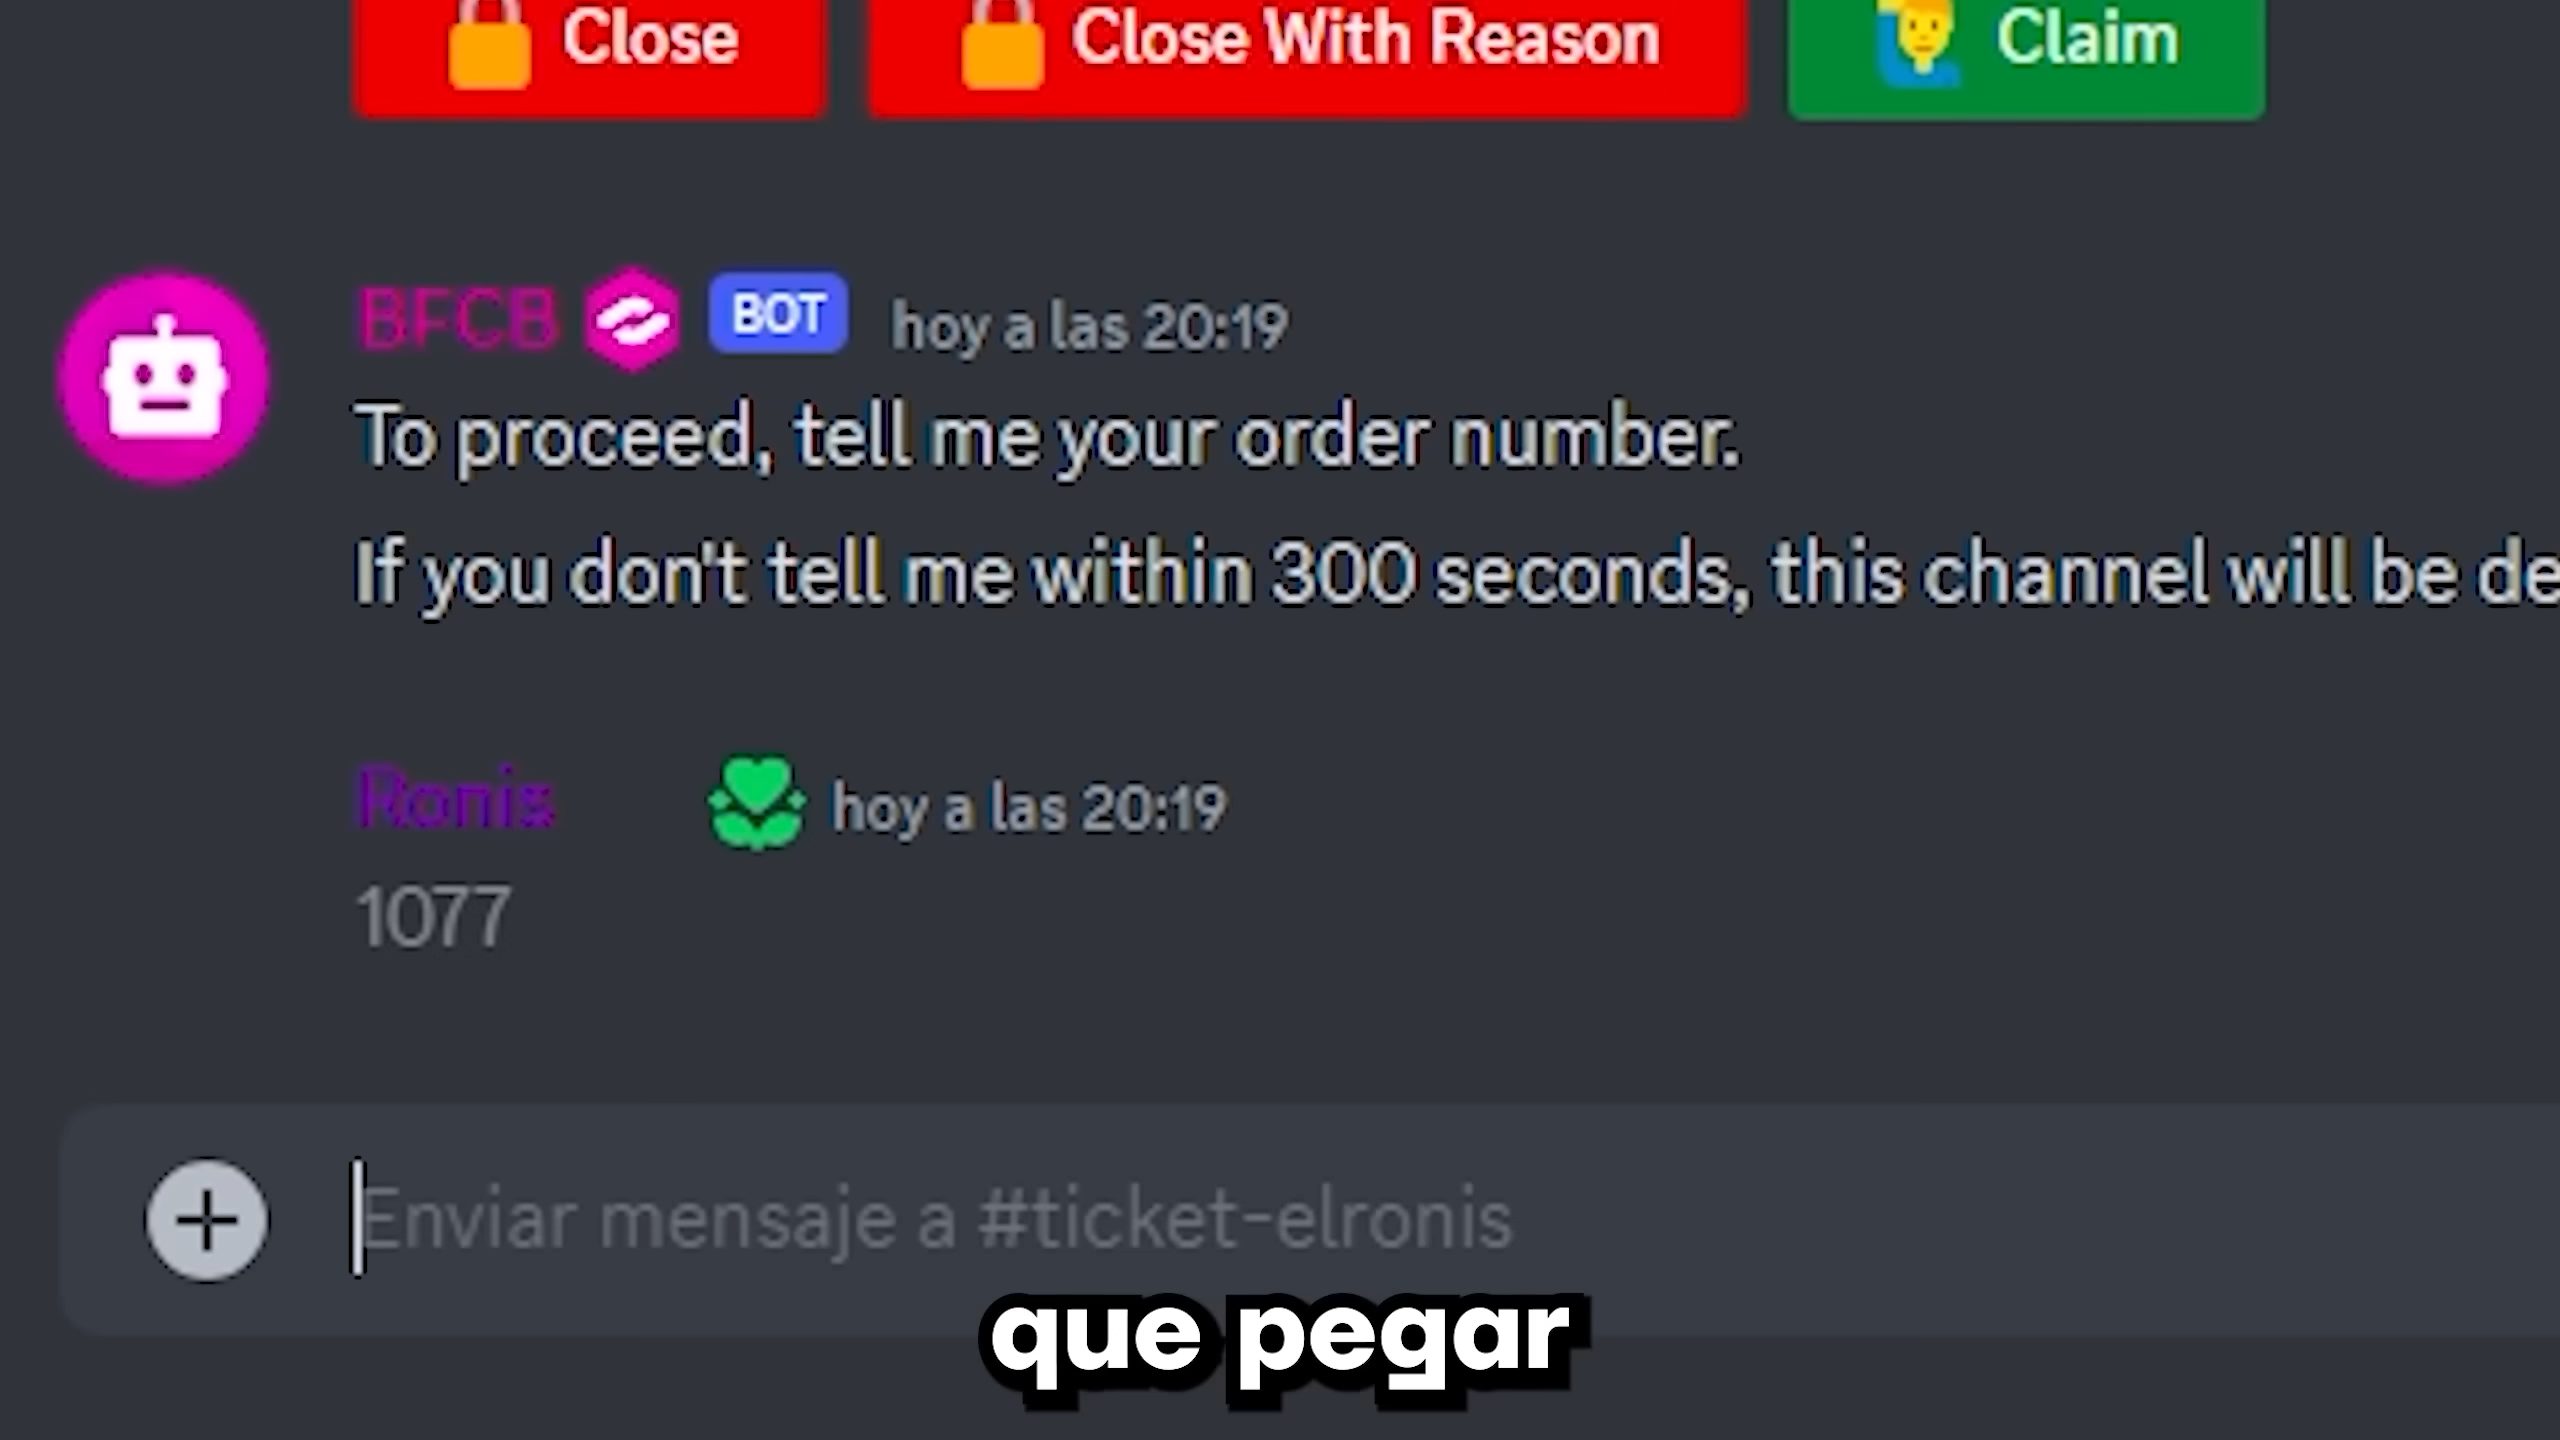 Close
Close With Reason
Claim
BFCB BOT hoy a las 20:19
To proceed, tell me your order number.
If you don't tell me within 300 seconds, this channel will be de
Ronis hoy a las 20:19
1077
Enviar mensaje a #ticket-elronis
que pegar